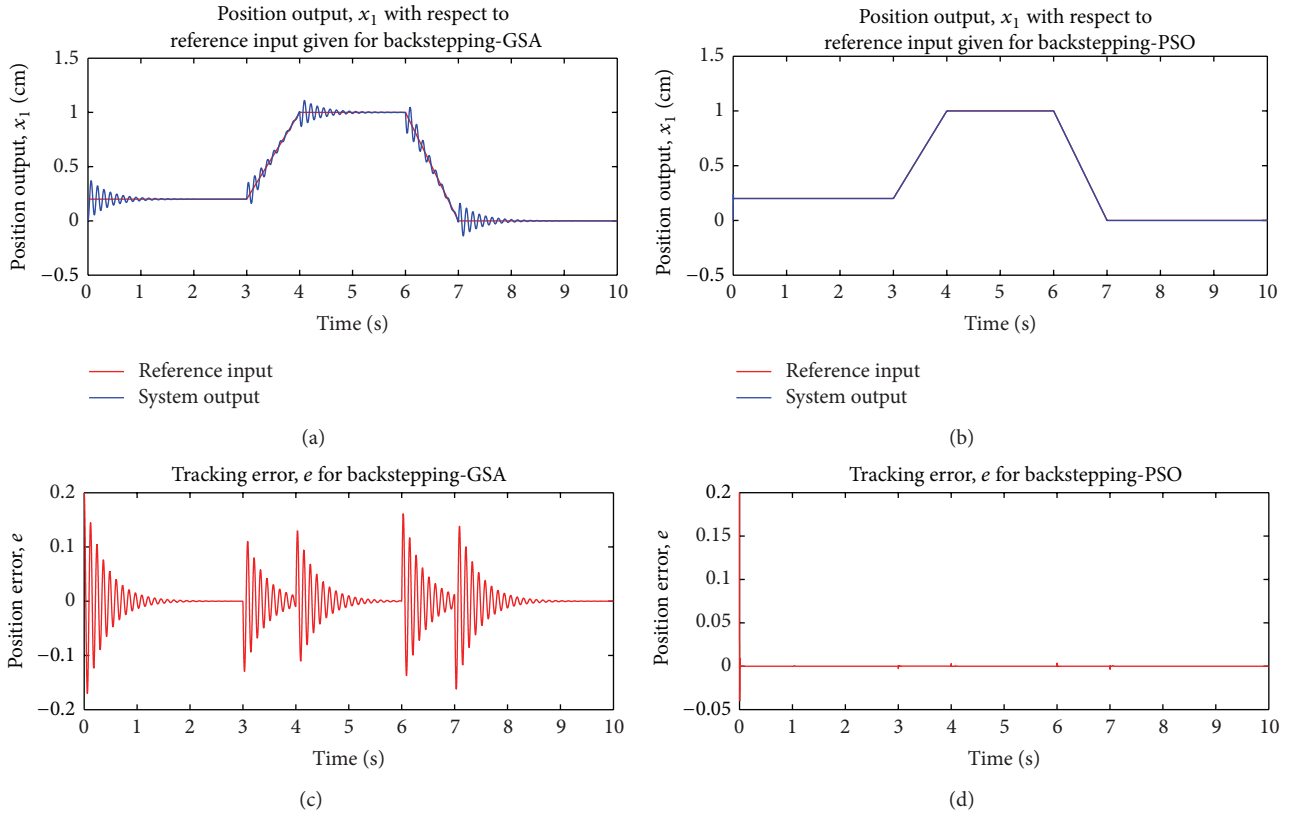 Position output, x₁ with respect to
reference input given for backstepping-GSA
1.5
1
0.5
0
−0.5
Position output, x₁ (cm)
0 1 2 3 4 5 6 7 8 9 10
Time (s)
Reference input
System output
(a)
Position output, x₁ with respect to
reference input given for backstepping-PSO
1.5
1
0.5
0
−0.5
Position output, x₁ (cm)
0 1 2 3 4 5 6 7 8 9 10
Time (s)
Reference input
System output
(b)
Tracking error, e for backstepping-GSA
0.2
0.1
0
−0.1
−0.2
Position error, e
0 1 2 3 4 5 6 7 8 9 10
Time (s)
(c)
Tracking error, e for backstepping-PSO
0.2
0.15
0.1
0.05
0
−0.05
Position error, e
0 1 2 3 4 5 6 7 8 9 10
Time (s)
(d)